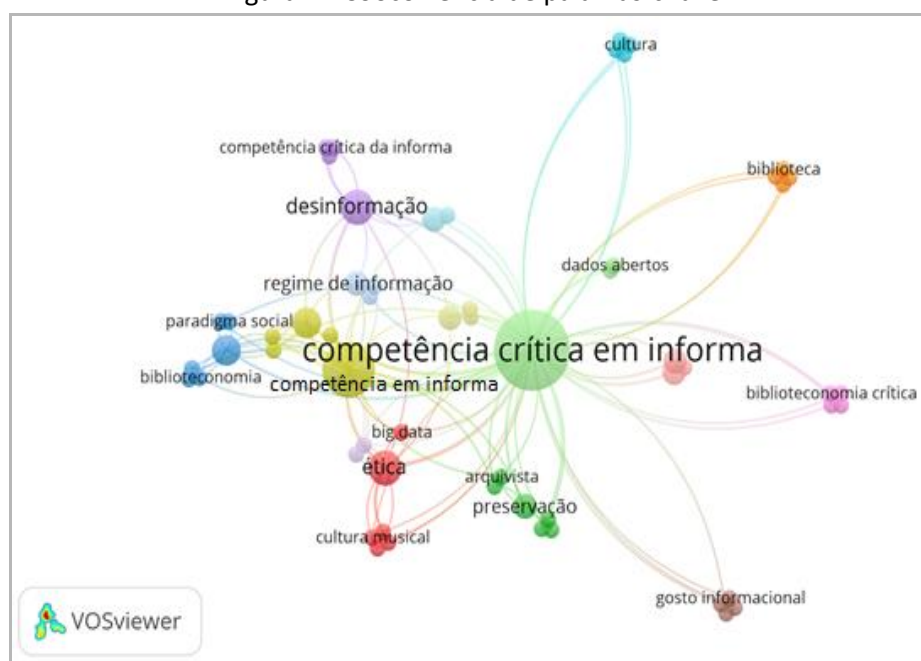 cultura
competência crítica da informa
biblioteca
desinformação
dados abertos
regime de informação
paradigma social
competência crítica em informa
biblioteconomia
competência em informa
biblioteconomia crítica
big data
ética
arquivista
preservação
cultura musical
gosto informacional
VOSviewer